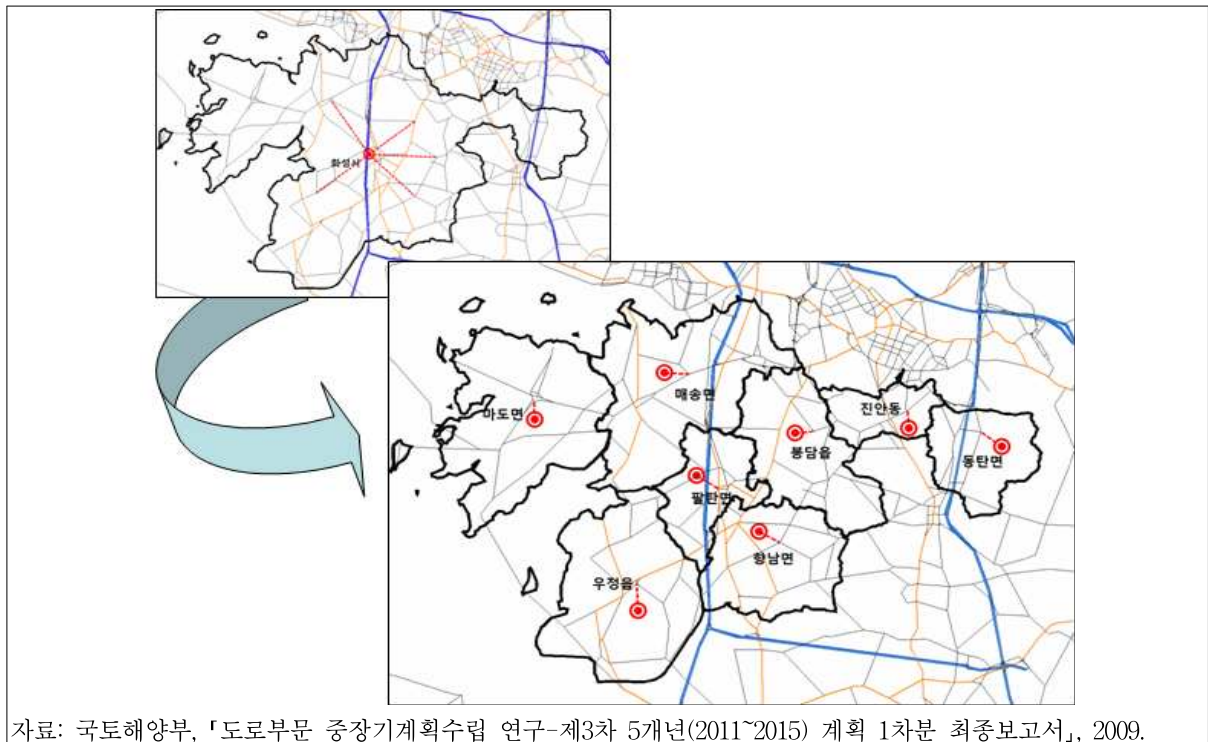 화성시
마도면
매송면
진안동
봉담읍
동탄면
팔탄면
향남면
우정읍
자료: 국토해양부, 「도로부문 중장기계획수립 연구-제3차 5개년(2011~2015) 계획 1차분 최종보고서」, 2009.